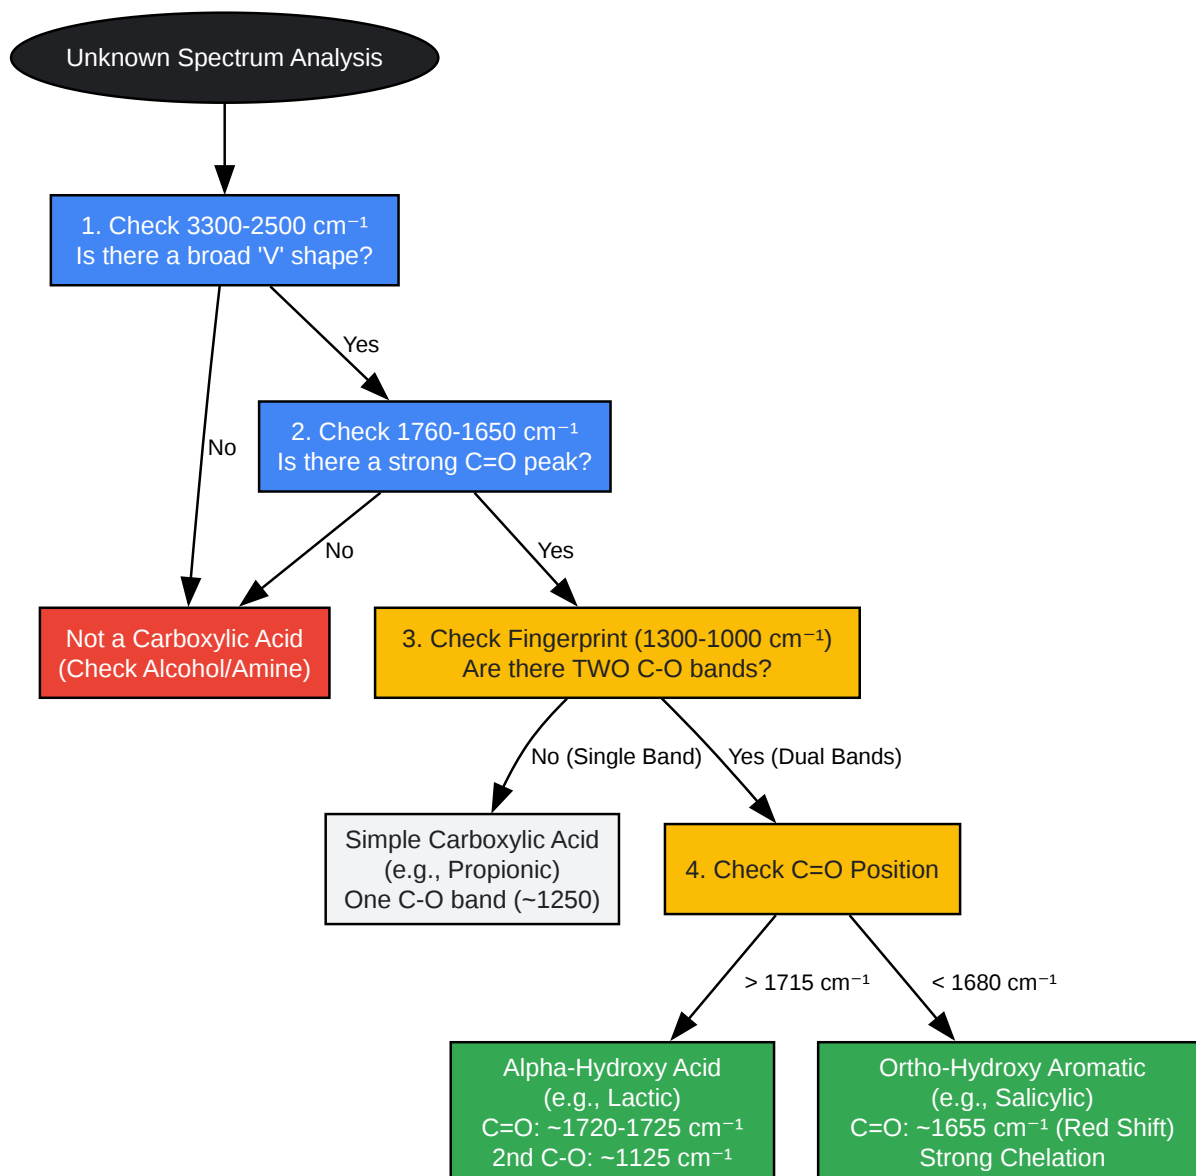 Unknown Spectrum Analysis
1. Check 3300-2500 cm⁻¹
Is there a broad 'V' shape?
Yes
No
2. Check 1760-1650 cm⁻¹
Is there a strong C=O peak?
No
Yes
Not a Carboxylic Acid
(Check Alcohol/Amine)
3. Check Fingerprint (1300-1000 cm⁻¹)
Are there TWO C-O bands?
No (Single Band)
Yes (Dual Bands)
Simple Carboxylic Acid
(e.g., Propionic)
One C-O band (~1250)
4. Check C=O Position
> 1715 cm⁻¹
< 1680 cm⁻¹
Alpha-Hydroxy Acid
(e.g., Lactic)
C=O: ~1720-1725 cm⁻¹
2nd C-O: ~1125 cm⁻¹
Ortho-Hydroxy Aromatic
(e.g., Salicylic)
C=O: ~1655 cm⁻¹ (Red Shift)
Strong Chelation